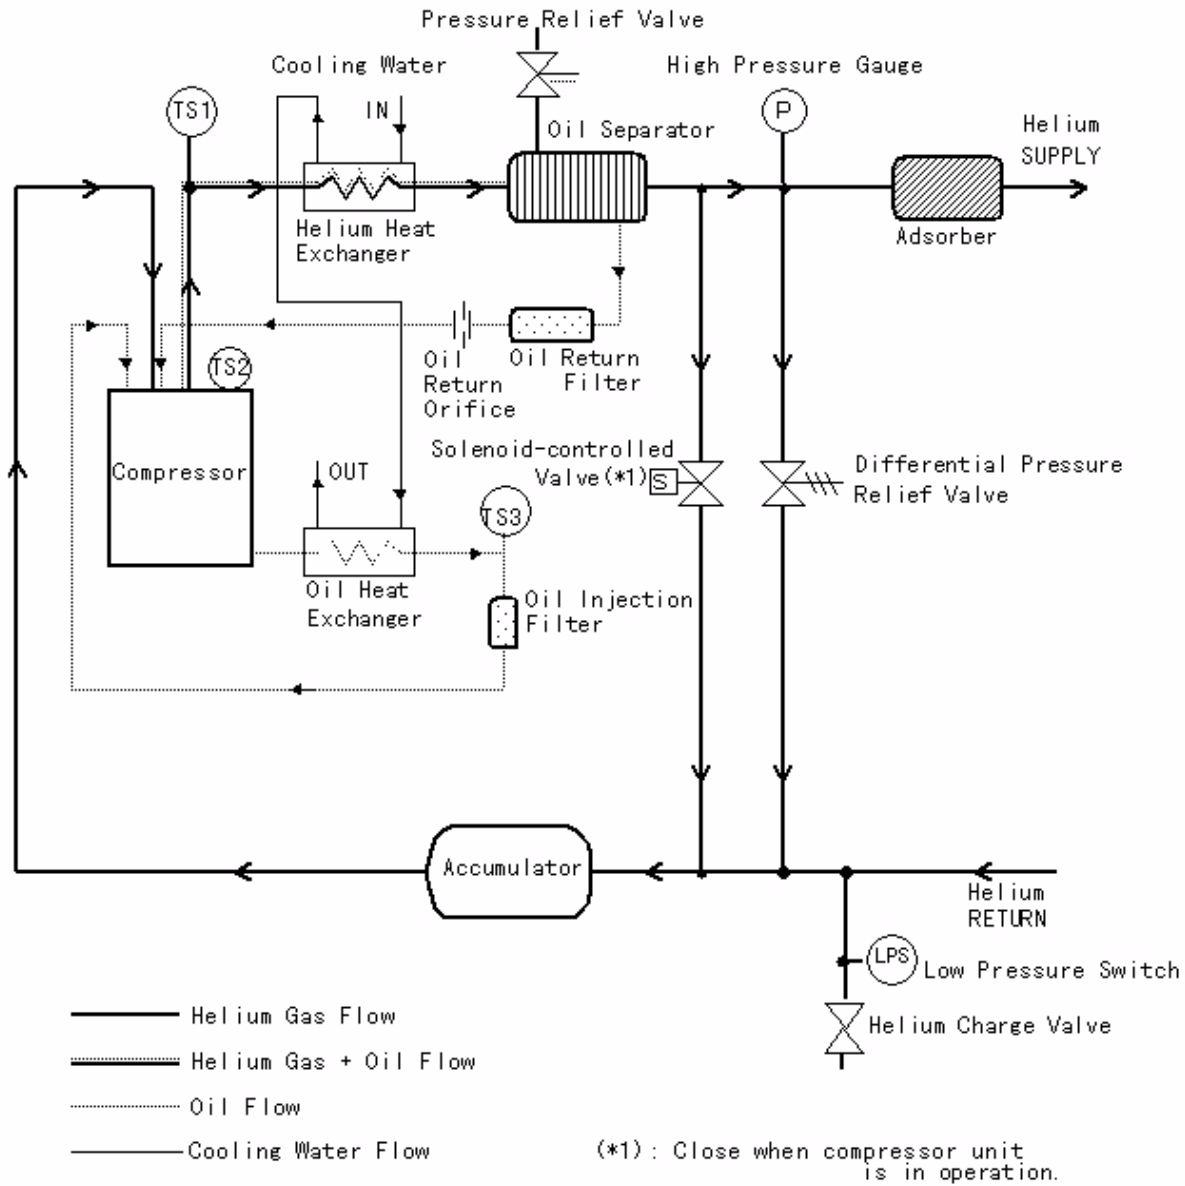 Pressure Relief Valve
Cooling Water
High Pressure Gauge
TS1
IN
P
Oil Separator
Helium
SUPPLY
Helium Heat
Exchanger
Adsorber
TS2
Oil
Return
Orifice
Oil Return
Filter
Compressor
OUT
Solenoid-controlled
Valve(*1)
S
Differential Pressure
Relief Valve
TS3
Oil Heat
Exchanger
Oil Injection
Filter
Accumulator
Helium
RETURN
LPS
Low Pressure Switch
Helium Charge Valve
Helium Gas Flow
Helium Gas + Oil Flow
Oil Flow
Cooling Water Flow
(*1): Close when compressor unit
is in operation.